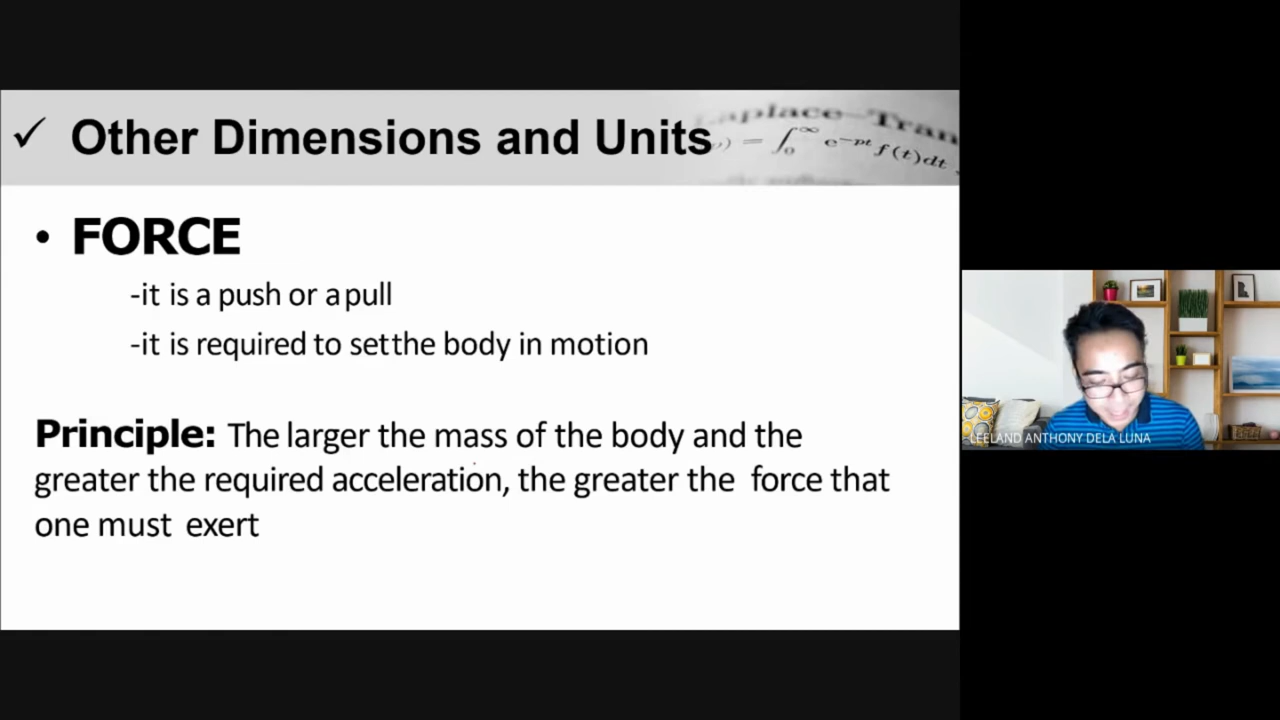 ✓ Other Dimensions and Units
Laplace Tran
= ∫₀^∞ e^{-pt} f(t)dt
• FORCE
-it is a push or a pull
-it is required to set the body in motion
Principle: The larger the mass of the body and the
greater the required acceleration, the greater the force that
one must exert
LEELAND ANTHONY DELA LUNA